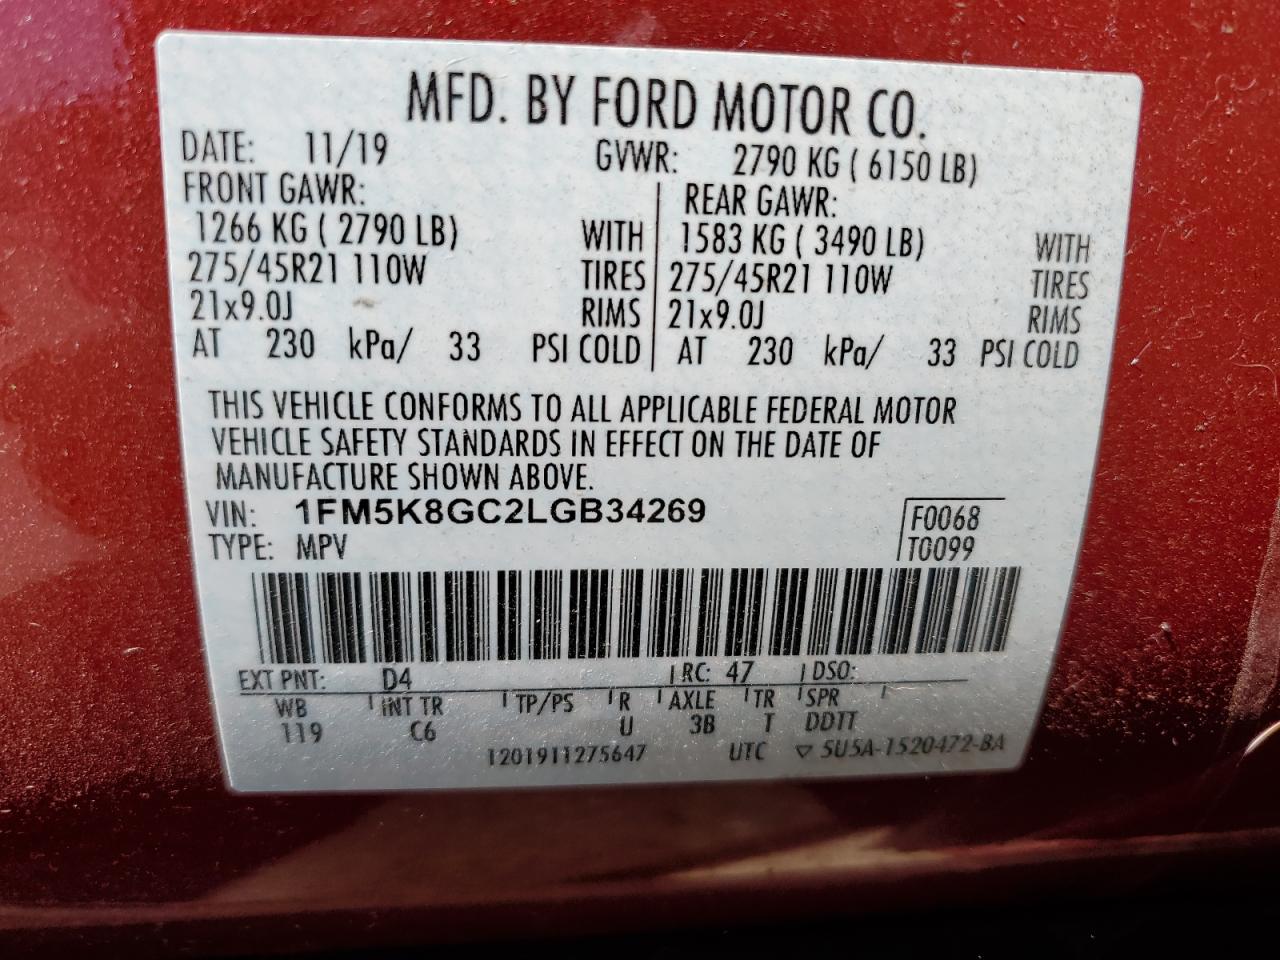 MFD. BY FORD MOTOR CO.
DATE: 11/19 GVWR: 2790 KG ( 6150 LB)
FRONT GAWR: REAR GAWR:
1266 KG ( 2790 LB) WITH 1583 KG ( 3490 LB) WITH
275/45R21 110W TIRES 275/45R21 110W TIRES
21x9.0J RIMS 21x9.0J RIMS
AT 230 kPa/ 33 PSI COLD AT 230 kPa/ 33 PSI COLD
THIS VEHICLE CONFORMS TO ALL APPLICABLE FEDERAL MOTOR
VEHICLE SAFETY STANDARDS IN EFFECT ON THE DATE OF
MANUFACTURE SHOWN ABOVE.
VIN: 1FM5K8GC2LGB34269 F0068
TYPE: MPV T0099
EXT PNT: D4 RC: 47 DSO:
WB INT TR TP/PS R AXLE TR SPR
119 C6 U 3B T DDTT
1201911275647 UTC ▽ 5U5A-1520472-BA